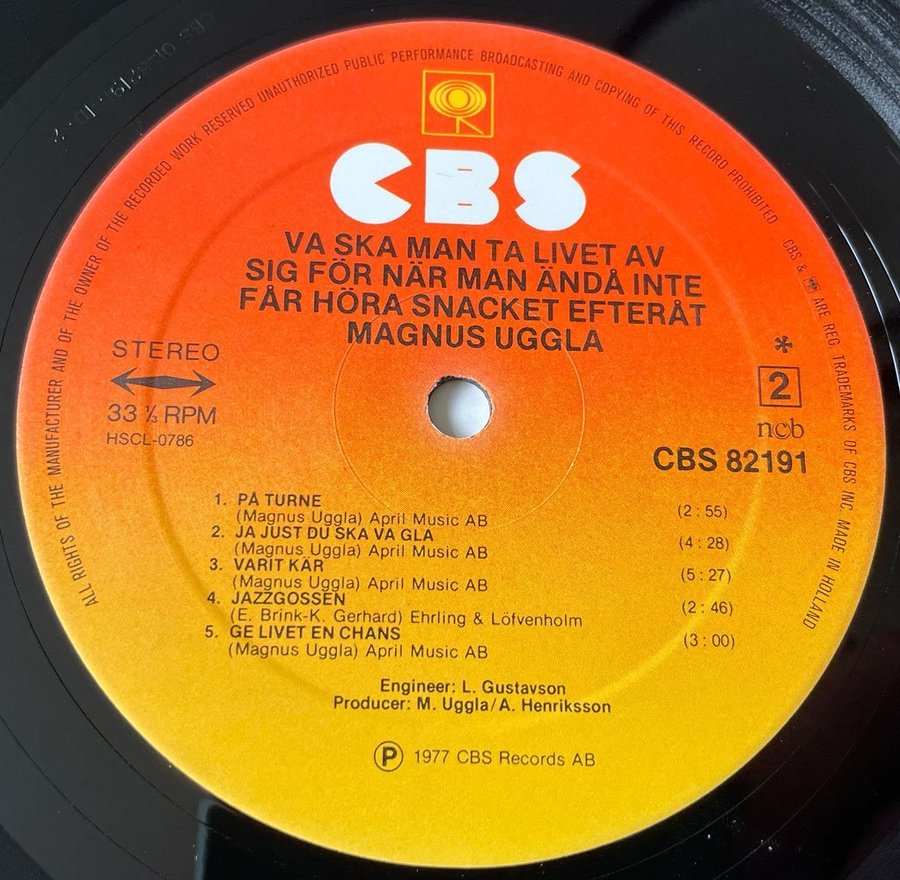 ALL RIGHTS OF THE MANUFACTURER AND OF THE OWNER OF THE RECORDED WORK RESERVED UNAUTHORIZED PUBLIC PERFORMANCE BROADCASTING AND COPYING OF THIS RECORD PROHIBITED CBS & ARE REG. TRADEMARKS OF CBS INC. MADE IN HOLLAND
CBS
VA SKA MAN TA LIVET AV
SIG FÖR NÄR MAN ÄNDÅ INTE
FÅR HÖRA SNACKET EFTERÅT
MAGNUS UGGLA
STEREO
33 ⅓ RPM
HSCL-0786
*
2
ncb
CBS 82191
1. PÅ TURNE
(Magnus Uggla) April Music AB (2:55)
2. JA JUST DU SKA VA GLA
(Magnus Uggla) April Music AB (4:28)
3. VARIT KÅR
(Magnus Uggla) April Music AB (5:27)
4. JAZZGOSSEN
(E. Brink-K. Gerhard) Ehrling & Löfvenholm (2:46)
5. GE LIVET EN CHANS
(Magnus Uggla) April Music AB (3:00)
Engineer: L. Gustavson
Producer: M. Uggla/A. Henriksson
Ⓟ 1977 CBS Records AB